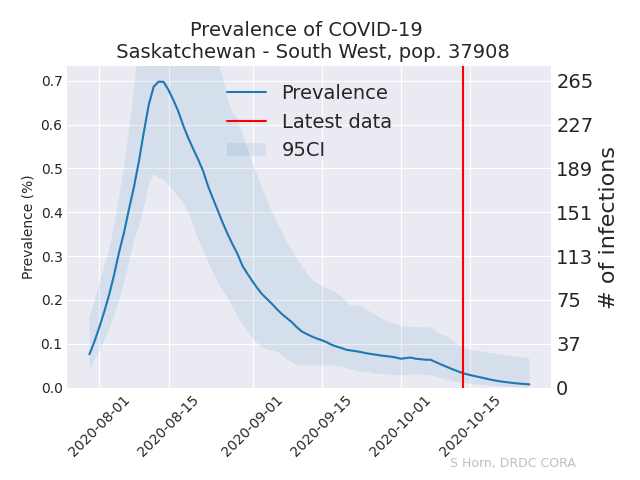 Prevalence of COVID-19
Saskatchewan - South West, pop. 37908
Prevalence
Latest data
95CI
Prevalence (%)
0.7
0.6
0.5
0.4
0.3
0.2
0.1
0.0
265
227
189
151
113
75
37
0
# of infections
2020-08-01
2020-08-15
2020-09-01
2020-09-15
2020-10-01
2020-10-15
S Horn, DRDC CORA